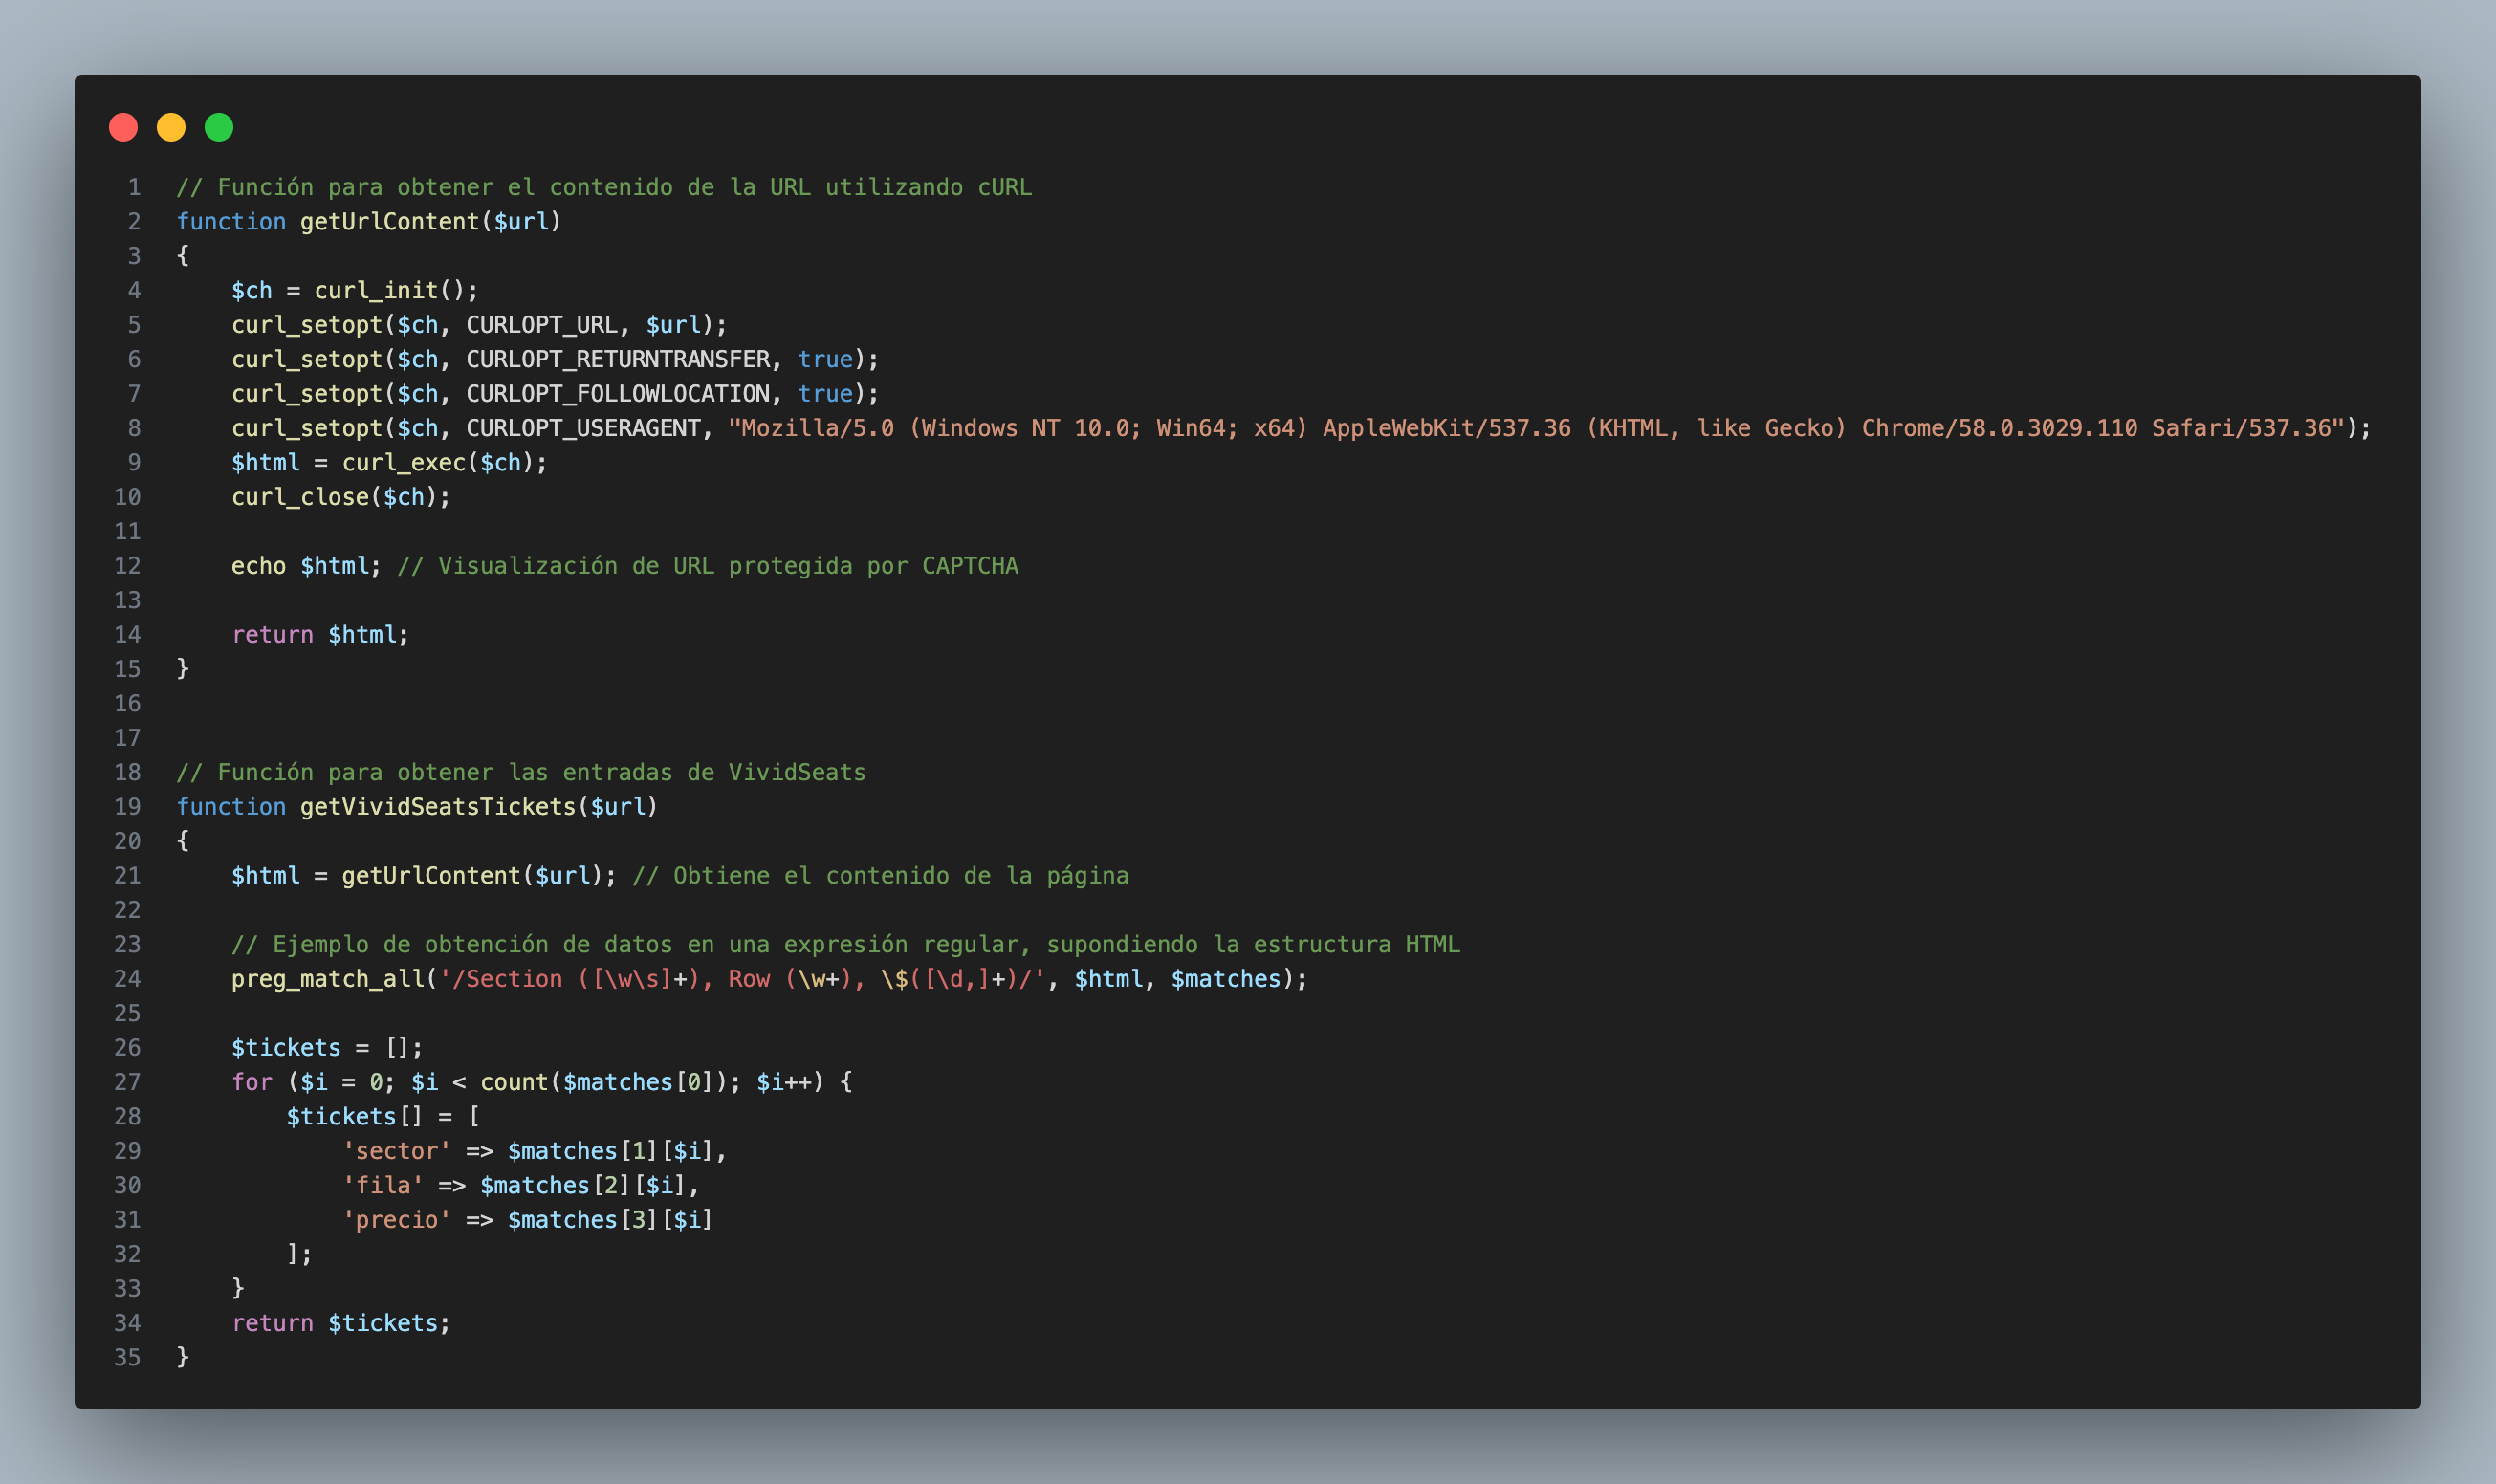 1 // Función para obtener el contenido de la URL utilizando cURL
2 function getUrlContent($url)
3 {
4     $ch = curl_init();
5     curl_setopt($ch, CURLOPT_URL, $url);
6     curl_setopt($ch, CURLOPT_RETURNTRANSFER, true);
7     curl_setopt($ch, CURLOPT_FOLLOWLOCATION, true);
8     curl_setopt($ch, CURLOPT_USERAGENT, "Mozilla/5.0 (Windows NT 10.0; Win64; x64) AppleWebKit/537.36 (KHTML, like Gecko) Chrome/58.0.3029.110 Safari/537.36");
9     $html = curl_exec($ch);
10     curl_close($ch);
11
12     echo $html; // Visualización de URL protegida por CAPTCHA
13
14     return $html;
15 }
16
17
18 // Función para obtener las entradas de VividSeats
19 function getVividSeatsTickets($url)
20 {
21     $html = getUrlContent($url); // Obtiene el contenido de la página
22
23     // Ejemplo de obtención de datos en una expresión regular, supondiendo la estructura HTML
24     preg_match_all('/Section ([\w\s]+), Row (\w+), \$([\d,]+)/', $html, $matches);
25
26     $tickets = [];
27     for ($i = 0; $i < count($matches[0]); $i++) {
28         $tickets[] = [
29             'sector' => $matches[1][$i],
30             'fila' => $matches[2][$i],
31             'precio' => $matches[3][$i]
32         ];
33     }
34     return $tickets;
35 }